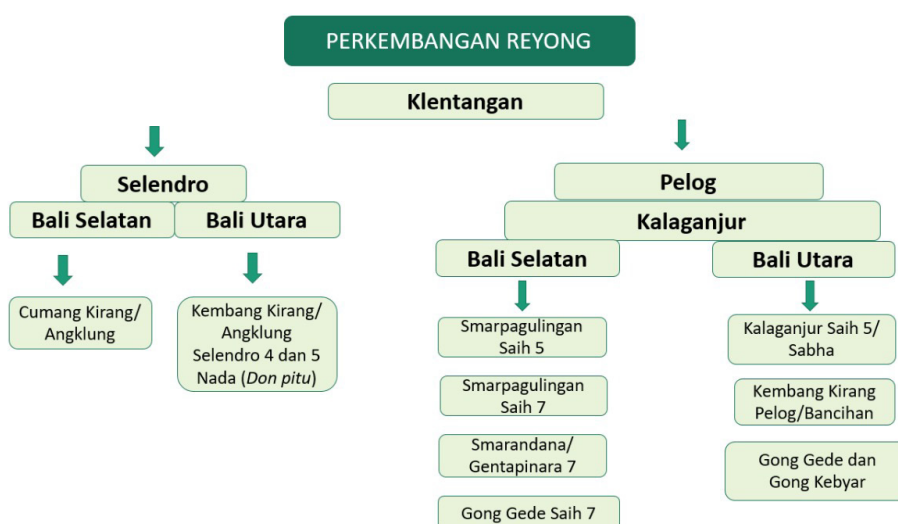 PERKEMBANGAN REYONG
Klentangan
Selendro
Bali Selatan
Bali Utara
Cumang Kirang/
Angklung
Kembang Kirang/
Angklung
Selendro 4 dan 5
Nada (Don pitu)
Pelog
Kalaganjur
Bali Selatan
Smarpagulingan
Saih 5
Smarpagulingan
Saih 7
Smarandana/
Gentapinara 7
Gong Gede Saih 7
Bali Utara
Kalaganjur Saih 5/
Sabha
Kembang Kirang
Pelog/Bancihan
Gong Gede dan
Gong Kebyar